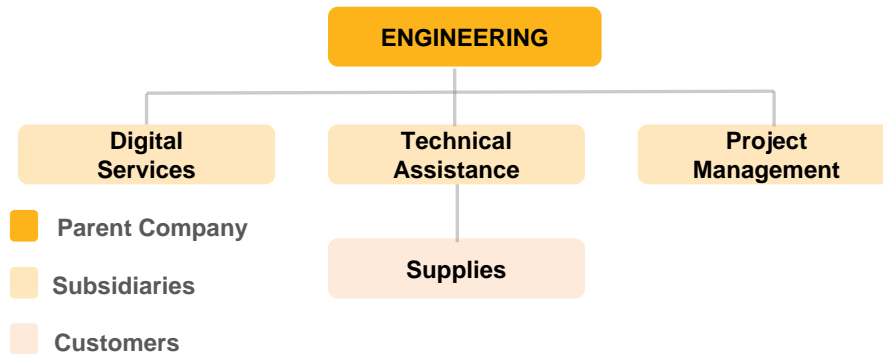 ENGINEERING
Digital
Services
Technical
Assistance
Project
Management
Parent Company
Supplies
Subsidiaries
Customers